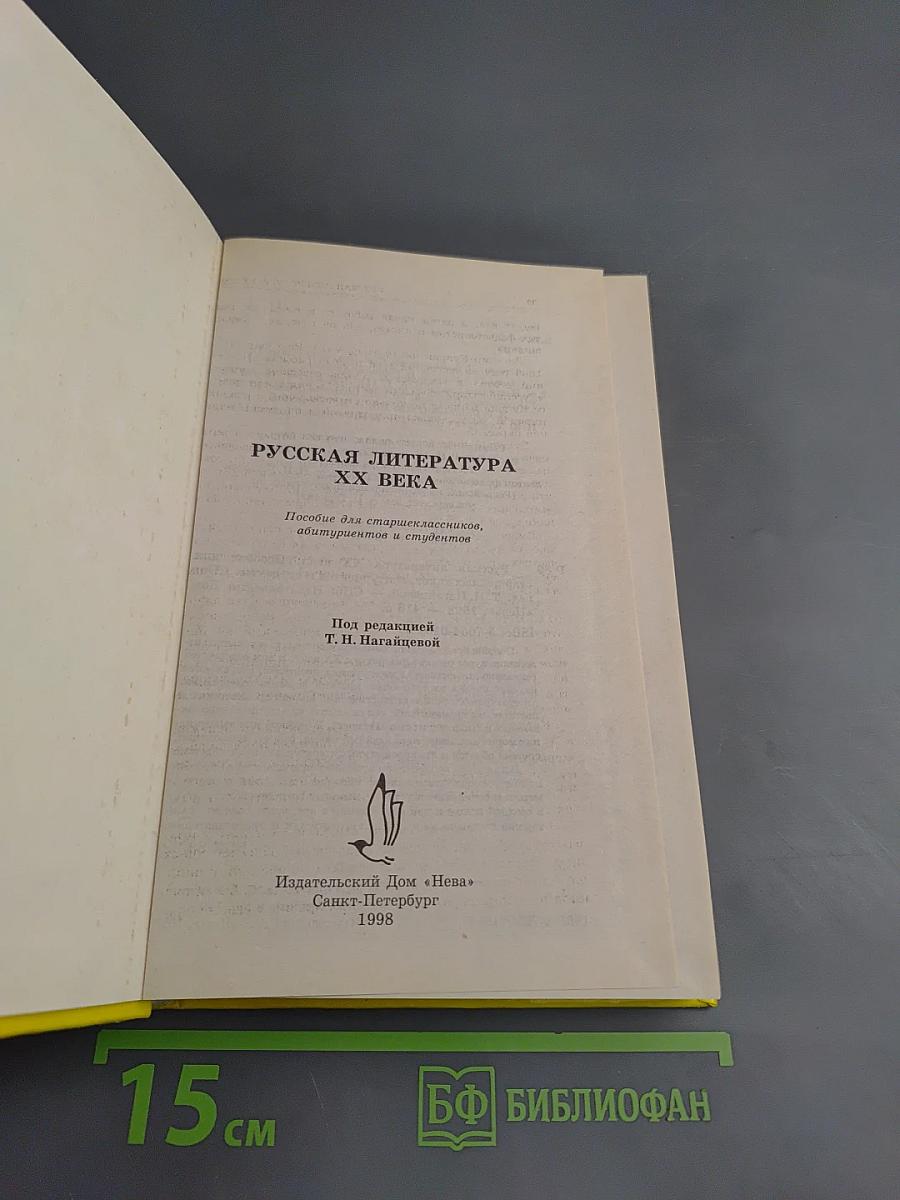 РУССКАЯ ЛИТЕРАТУРА
XX ВЕКА
Пособие для старшеклассников,
абитуриентов и студентов
Под редакцией
Т. Н. Нагайцевой
Издательский Дом «Нева»
Санкт-Петербург
1998
15 см
БФ БИБЛИОФАН